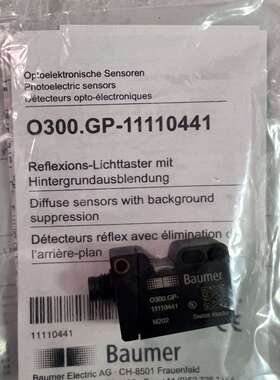 Optoelektronische Sensoren
Photoelectric sensors
Détecteurs opto-électroniques
O300.GP-11110441
Reflexions-Lichttaster mit
Hintergrundausblendung
Diffuse sensors with background
suppression
Détecteurs réflex avec élimination de
l'arrière-plan
Baumer
O300.GP-
11110441
M202
Swiss
11110441
Baumer
Baumer Electric AG · CH-8501 Frauenfeld